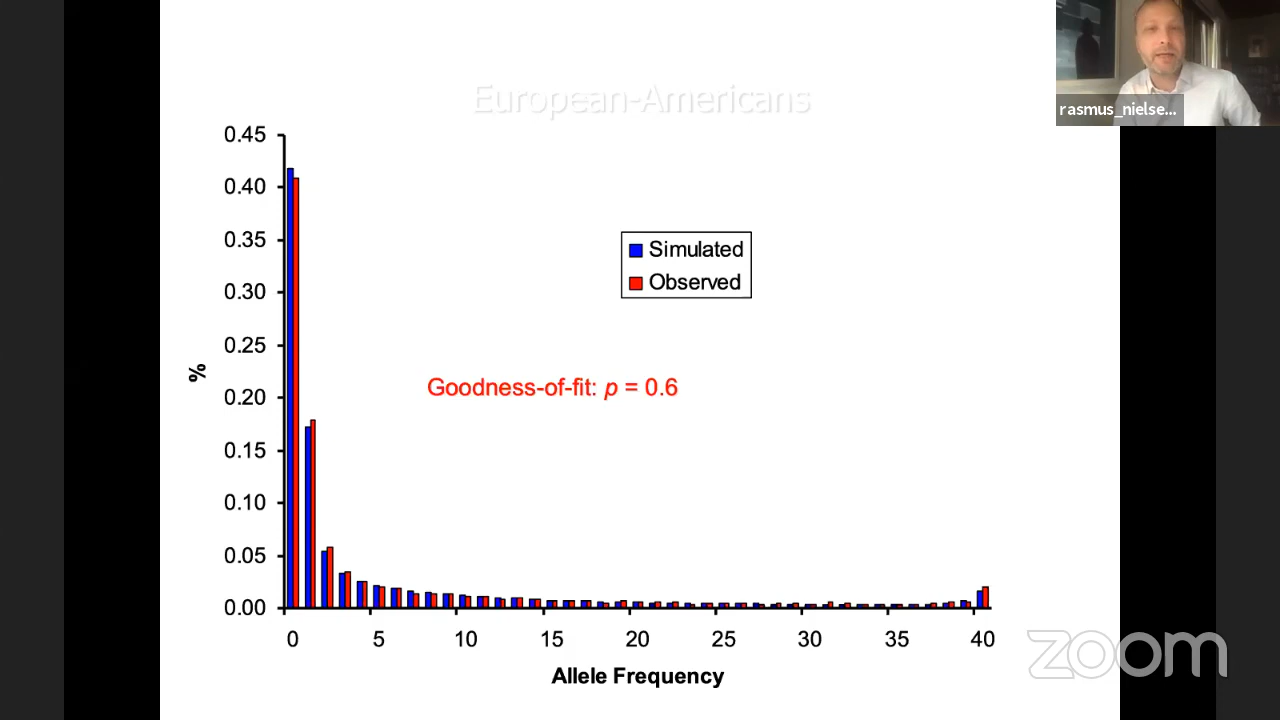 European-Americans
rasmus_nielse...
0.45
0.40
0.35
0.30
0.25
0.20
0.15
0.10
0.05
0.00
%
Simulated
Observed
Goodness-of-fit: p = 0.6
0 5 10 15 20 25 30 35 40
Allele Frequency
zoom